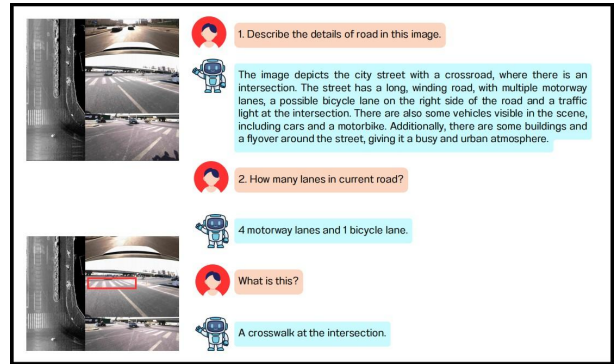 1. Describe the details of road in this image.
The image depicts the city street with a crossroad, where there is an
intersection. The street has a long, winding road, with multiple motorway
lanes, a possible bicycle lane on the right side of the road and a traffic
light at the intersection. There are also some vehicles visible in the scene,
including cars and a motorbike. Additionally, there are some buildings and
a flyover around the street, giving it a busy and urban atmosphere.
2. How many lanes in current road?
4 motorway lanes and 1 bicycle lane.
What is this?
A crosswalk at the intersection.